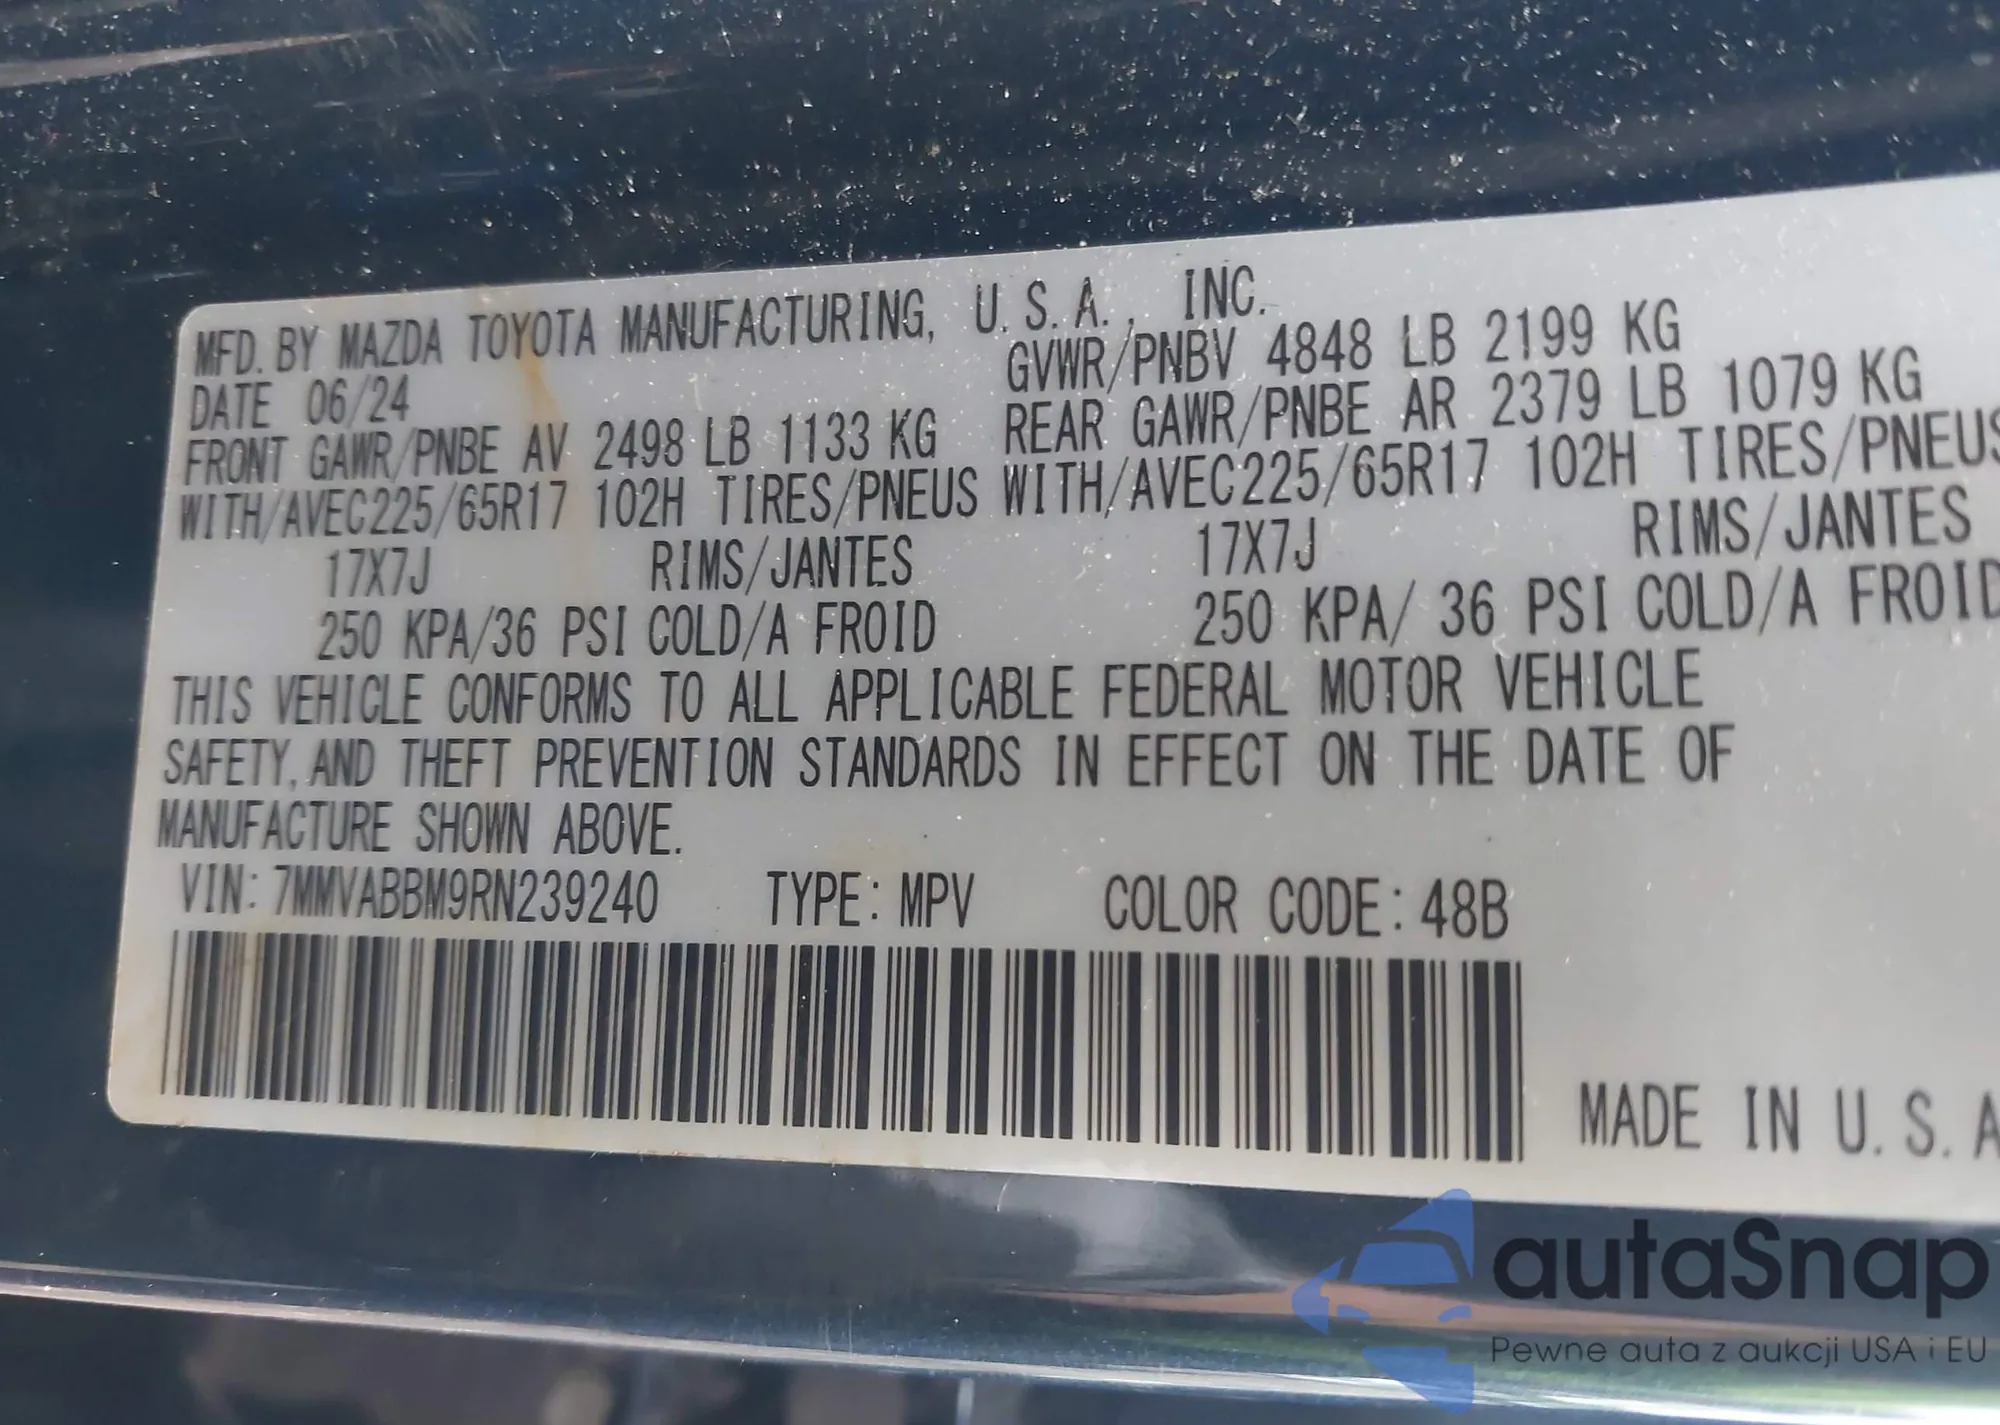 MFD. BY MAZDA TOYOTA MANUFACTURING, U.S.A., INC.
DATE 06/24 GVWR/PNBV 4848 LB 2199 KG
FRONT GAWR/PNBE AV 2498 LB 1133 KG REAR GAWR/PNBE AR 2379 LB 1079 KG
WITH/AVEC225/65R17 102H TIRES/PNEUS WITH/AVEC225/65R17 102H TIRES/PNEUS
17X7J RIMS/JANTES 17X7J RIMS/JANTES
250 KPA/36 PSI COLD/A FROID 250 KPA/ 36 PSI COLD/A FROID
THIS VEHICLE CONFORMS TO ALL APPLICABLE FEDERAL MOTOR VEHICLE
SAFETY, AND THEFT PREVENTION STANDARDS IN EFFECT ON THE DATE OF
MANUFACTURE SHOWN ABOVE.
VIN: 7MMVABBM9RN239240 TYPE: MPV COLOR CODE: 48B
MADE IN U.S.A
autaSnap
Pewne auta z aukcji USA i EU